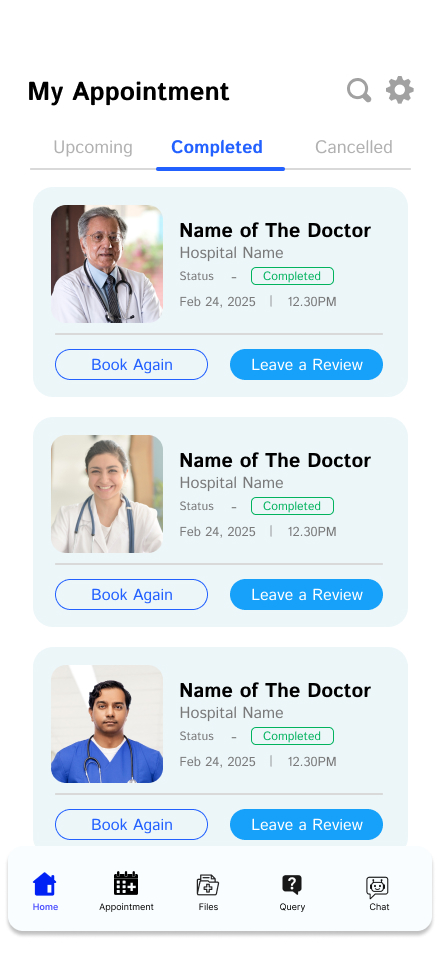 My Appointment
Upcoming Completed Cancelled
Name of The Doctor
Hospital Name
Status - Completed
Feb 24, 2025 | 12.30PM
Book Again Leave a Review
Name of The Doctor
Hospital Name
Status - Completed
Feb 24, 2025 | 12.30PM
Book Again Leave a Review
Name of The Doctor
Hospital Name
Status - Completed
Feb 24, 2025 | 12.30PM
Book Again Leave a Review
?
Home Appointment Files Query Chat